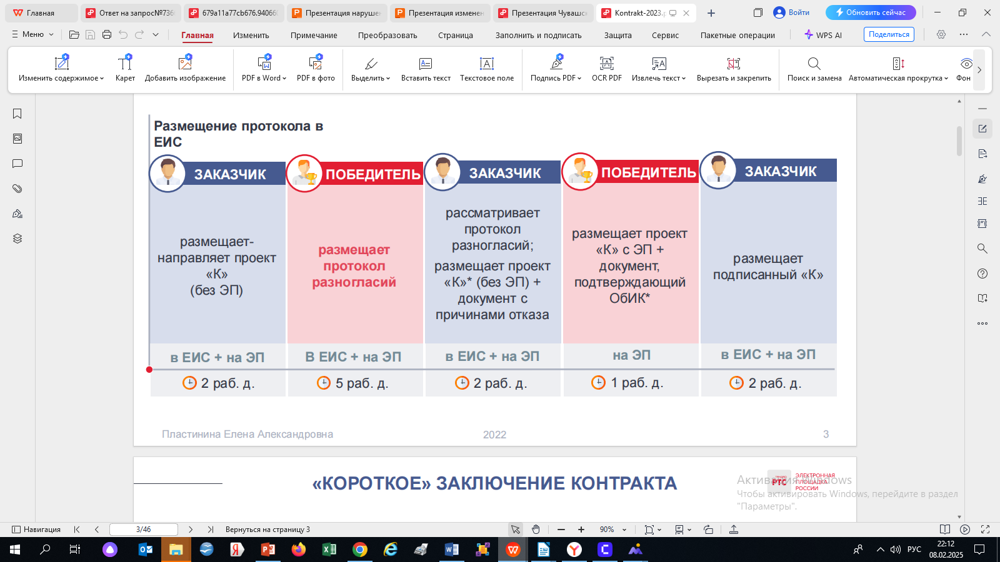 Главная
Ответ на запрос№736
679a11a77cb676.94066
Презентация наруше
Презентация изменен
Презентация Чувашс
Kontrakt-2023.p
Войти
Обновить сейчас
Меню
Главная
Изменить
Примечание
Преобразовать
Страница
Заполнить и подписать
Защита
Сервис
Пакетные операции
WPS AI
Поделиться
Изменить содержимое
Карет
Добавить изображение
PDF в Word
PDF в фото
Выделить
Вставить текст
Текстовое поле
Подпись PDF
OCR PDF
Извлечь текст
Вырезать и закрепить
Поиск и замена
Автоматическая прокрутка
Фон
Размещение протокола в
ЕИС
ЗАКАЗЧИК
размещает-
направляет проект
«К»
(без ЭП)
в ЕИС + на ЭП
2 раб. д.
ПОБЕДИТЕЛЬ
размещает
протокол
разногласий
В ЕИС + на ЭП
5 раб. д.
ЗАКАЗЧИК
рассматривает
протокол
разногласий;
размещает проект
«К»* (без ЭП) +
документ с
причинами отказа
в ЕИС + на ЭП
2 раб. д.
ПОБЕДИТЕЛЬ
размещает проект
«К» с ЭП +
документ,
подтверждающий
ОбИК*
на ЭП
1 раб. д.
ЗАКАЗЧИК
размещает
подписанный «К»
в ЕИС + на ЭП
2 раб. д.
Пластинина Елена Александровна
2022
3
«КОРОТКОЕ» ЗАКЛЮЧЕНИЕ КОНТРАКТА
РТС
ЭЛЕКТРОННАЯ
ПЛОЩАДКА
РОССИИ
Активация Windows
Чтобы активировать Windows, перейдите в раздел
"Параметры".
Навигация
3/46
Вернуться на страницу 3
90%
РУС
22:12
08.02.2025